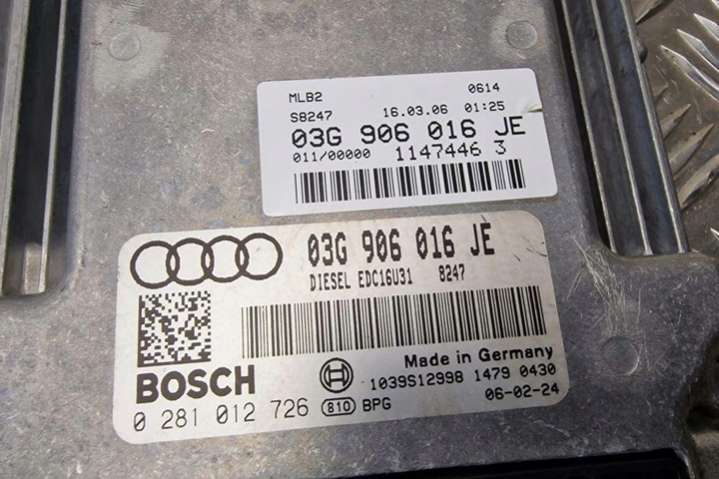 MLB2 0614
S8247 16.03.06 01:25
03G 906 016 JE
011/00000 1147446 3
03G 906 016 JE
DIESEL EDC16U31 8247
Made in Germany
BOSCH 1039S12998 1479 0430
0 281 012 726 810 BPG 06-02-24